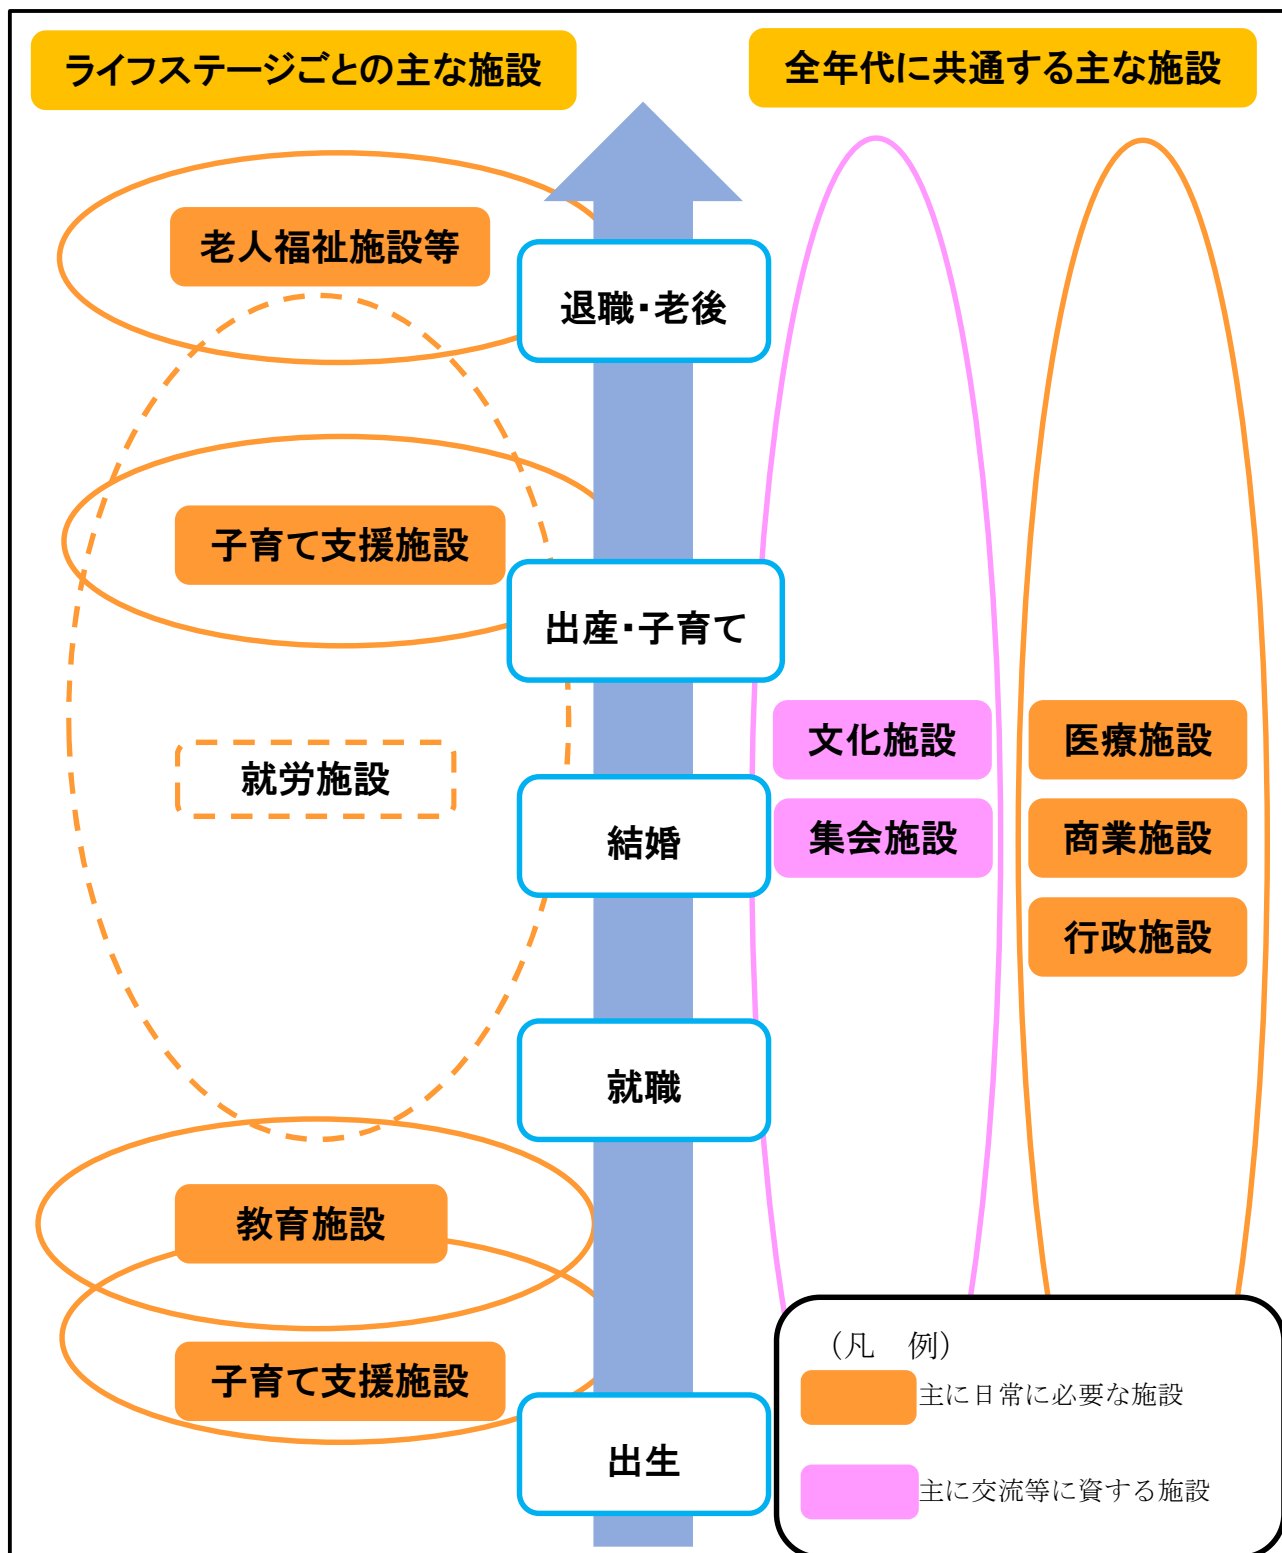 ライフステージごとの主な施設
全年代に共通する主な施設
老人福祉施設等
退職・老後
子育て支援施設
出産・子育て
就労施設
文化施設
医療施設
結婚
集会施設
商業施設
行政施設
就職
教育施設
子育て支援施設
出生
（凡　例）
主に日常に必要な施設
主に交流等に資する施設